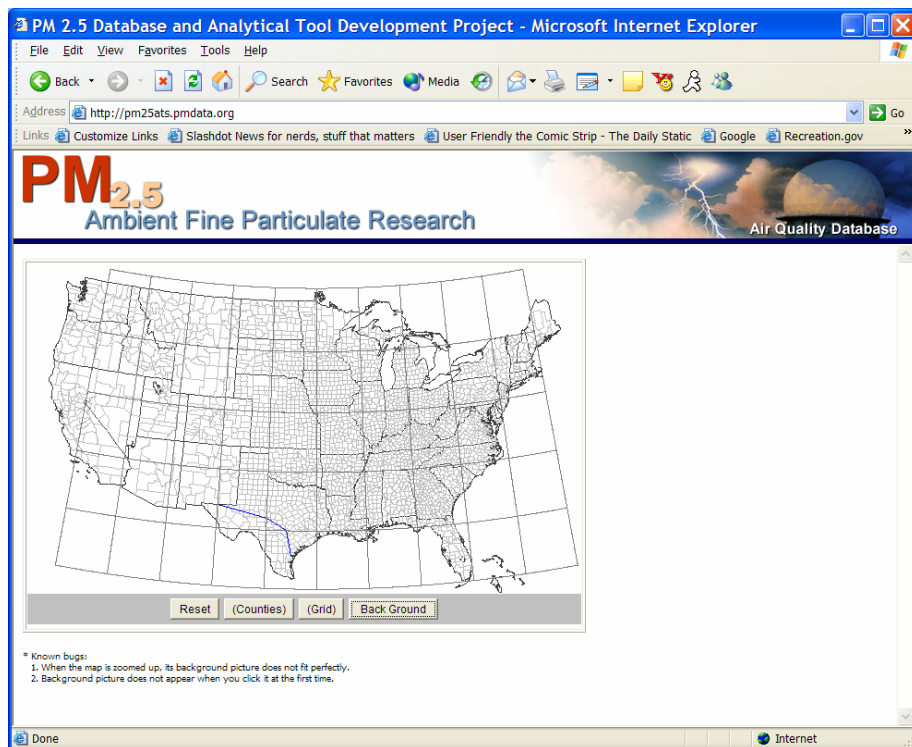 PM 2.5 Database and Analytical Tool Development Project - Microsoft Internet Explorer
File Edit View Favorites Tools Help
Back Search Favorites Media
Address http://pm25ats.pmdata.org Go
Links Customize Links Slashdot News for nerds, stuff that matters User Friendly the Comic Strip - The Daily Static Google Recreation.gov »
PM2.5
Ambient Fine Particulate Research
Air Quality Database
Reset (Counties) (Grid) Back Ground
* Known bugs:
1. When the map is zoomed up, its background picture does not fit perfectly.
2. Background picture does not appear when you click it at the first time.
Done Internet